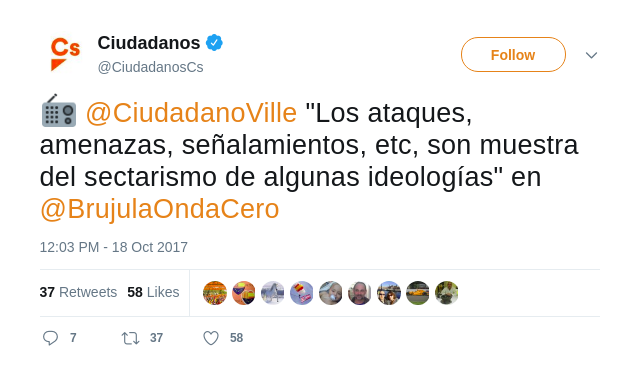 Cs
Ciudadanos
@CiudadanosCs
Follow
@CiudadanoVille "Los ataques,
amenazas, señalamientos, etc, son muestra
del sectarismo de algunas ideologías" en
@BrujulaOndaCero
12:03 PM - 18 Oct 2017
37 Retweets 58 Likes
7 37 58